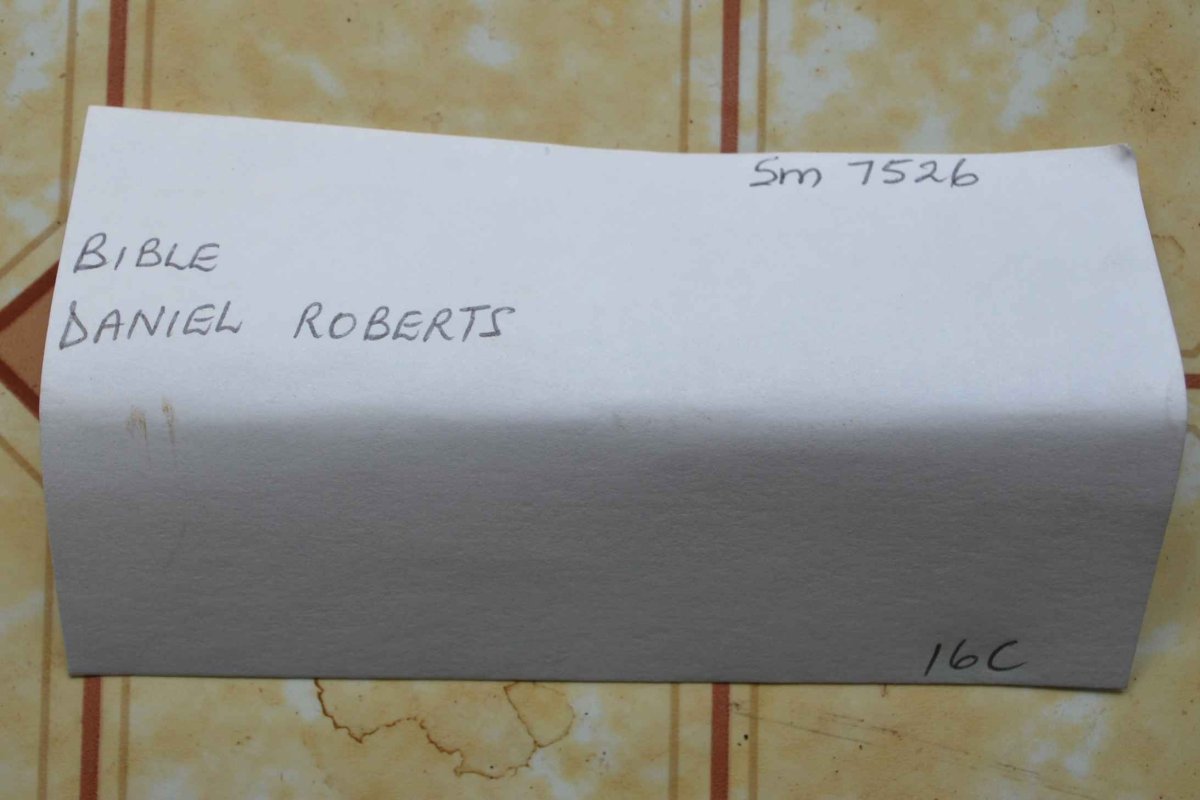 Sm 7526
BIBLE
DANIEL ROBERTS
16C